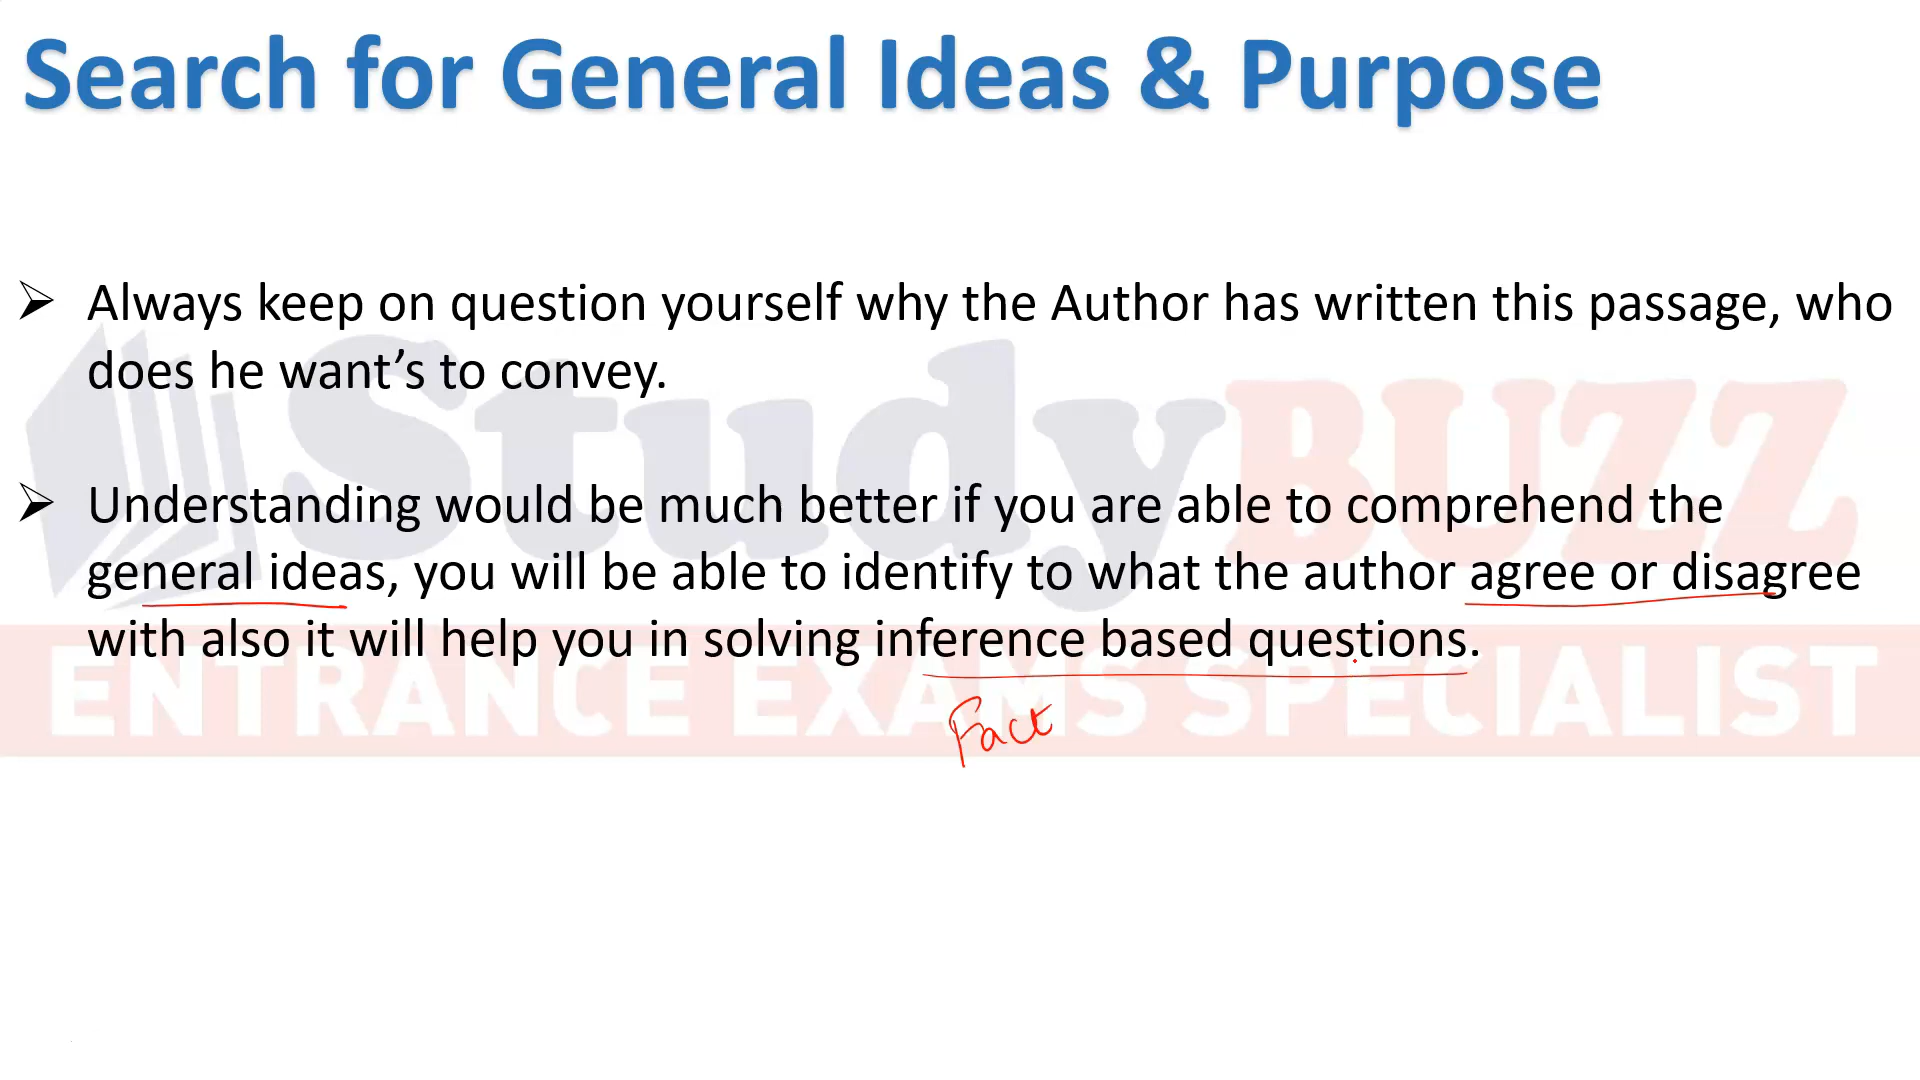 Search for General Ideas & Purpose
➢ Always keep on question yourself why the Author has written this passage, who
does he want’s to convey.
➢ Understanding would be much better if you are able to comprehend the
general ideas, you will be able to identify to what the author agree or disagree
with also it will help you in solving inference based questions.
Fact
StudyBUZZ
ENTRANCE EXAMS SPECIALIST